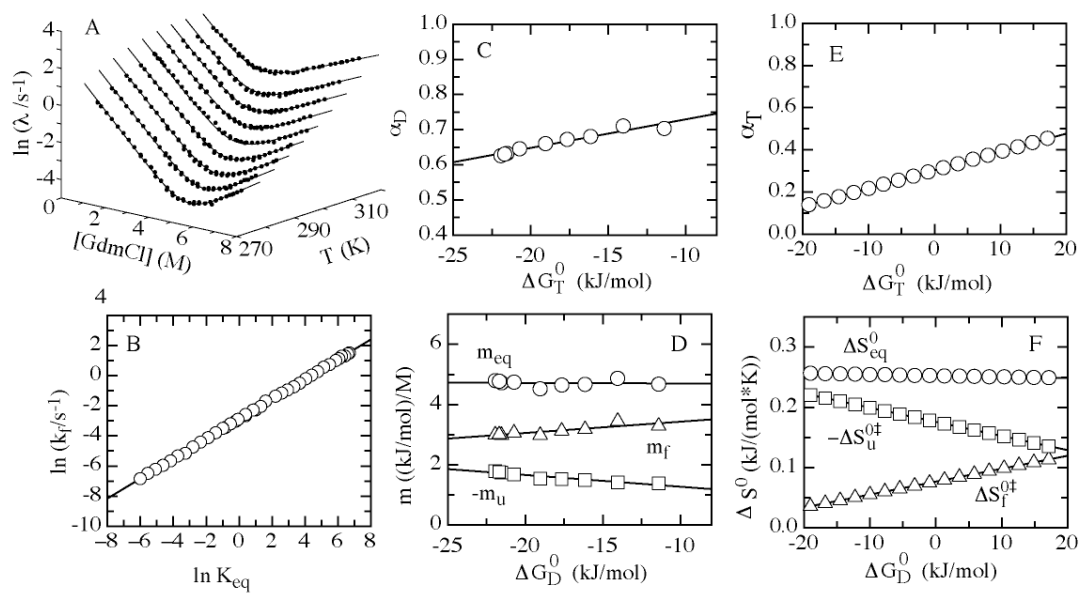 A
4
2
0
-2
-4
ln (λ /s-1)
0
2
4
6
8
[GdmCl] (M)
270
290
310
T (K)
C
1.0
0.9
0.8
0.7
0.6
0.5
0.4
αD
-25 -20 -15 -10
ΔG0T (kJ/mol)
E
1.0
0.8
0.6
0.4
0.2
0.0
αT
-20 -10 0 10 20
ΔG0T (kJ/mol)
4
B
2
0
-2
-4
-6
-8
-10
ln (kf/s-1)
-8 -6 -4 -2 0 2 4 6 8
ln Keq
D
6
4
2
0
m ((kJ/mol)/M)
meq
mf
-mu
-25 -20 -15 -10
ΔG0D (kJ/mol)
F
0.3
0.2
0.1
0.0
Δ S0 (kJ/(mol*K))
ΔS0eq
-ΔS0‡u
ΔS0‡f
-20 -10 0 10 20
ΔG0D (kJ/mol)